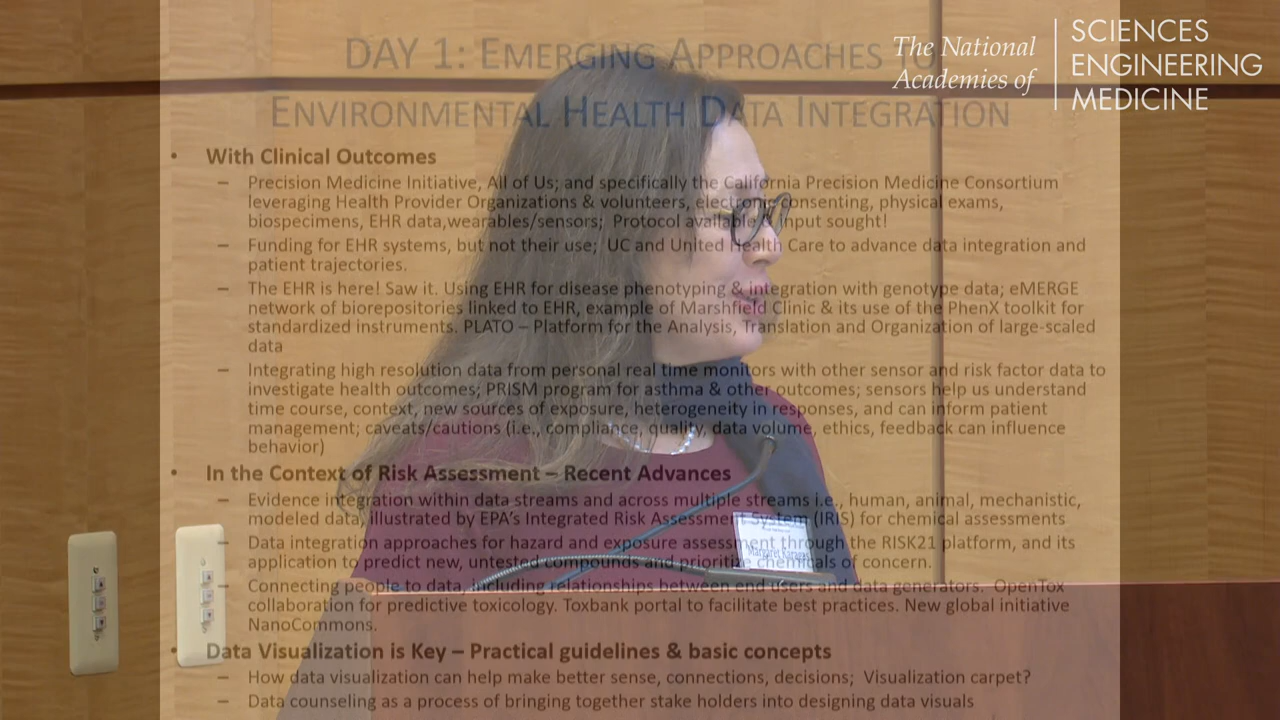 The National
Academies of
SCIENCES
ENGINEERING
MEDICINE
DAY 1: EMERGING APPROACHES TO
ENVIRONMENTAL HEALTH DATA INTEGRATION
• With Clinical Outcomes
– Precision Medicine Initiative, All of Us; and specifically the California Precision Medicine Consortium
leveraging Health Provider Organizations & volunteers, electronic consenting, physical exams,
biospecimens, EHR data,wearables/sensors; Protocol available & input sought!
– Funding for EHR systems, but not their use; UC and United Health Care to advance data integration and
patient trajectories.
– The EHR is here! Saw it. Using EHR for disease phenotyping & integration with genotype data; eMERGE
network of biorepositories linked to EHR, example of Marshfield Clinic & its use of the PhenX toolkit for
standardized instruments. PLATO – Platform for the Analysis, Translation and Organization of large-scaled
data
– Integrating high resolution data from personal real time monitors with other sensor and risk factor data to
investigate health outcomes; PRISM program for asthma & other outcomes; sensors help us understand
time course, context, new sources of exposure, heterogeneity in responses, and can inform patient
management; caveats/cautions (i.e., compliance, quality, data volume, ethics, feedback can influence
behavior)
• In the Context of Risk Assessment – Recent Advances
– Evidence integration within data streams and across multiple streams i.e., human, animal, mechanistic,
modeled data, illustrated by EPA's Integrated Risk Assessment System (IRIS) for chemical assessments
– Data integration approaches for hazard and exposure assessment through the RISK21 platform, and its
application to predict new, untested compounds and prioritize chemicals of concern.
Margaret Karagas
– Connecting people to data, including relationships between end users and data generators. OpenTox
collaboration for predictive toxicology. Toxbank portal to facilitate best practices. New global initiative
NanoCommons.
• Data Visualization is Key – Practical guidelines & basic concepts
– How data visualization can help make better sense, connections, decisions; Visualization carpet?
– Data counseling as a process of bringing together stake holders into designing data visuals